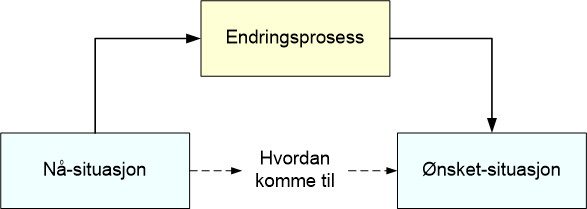 Endringsprosess
Nå-situasjon
Hvordan
komme til
Ønsket-situasjon